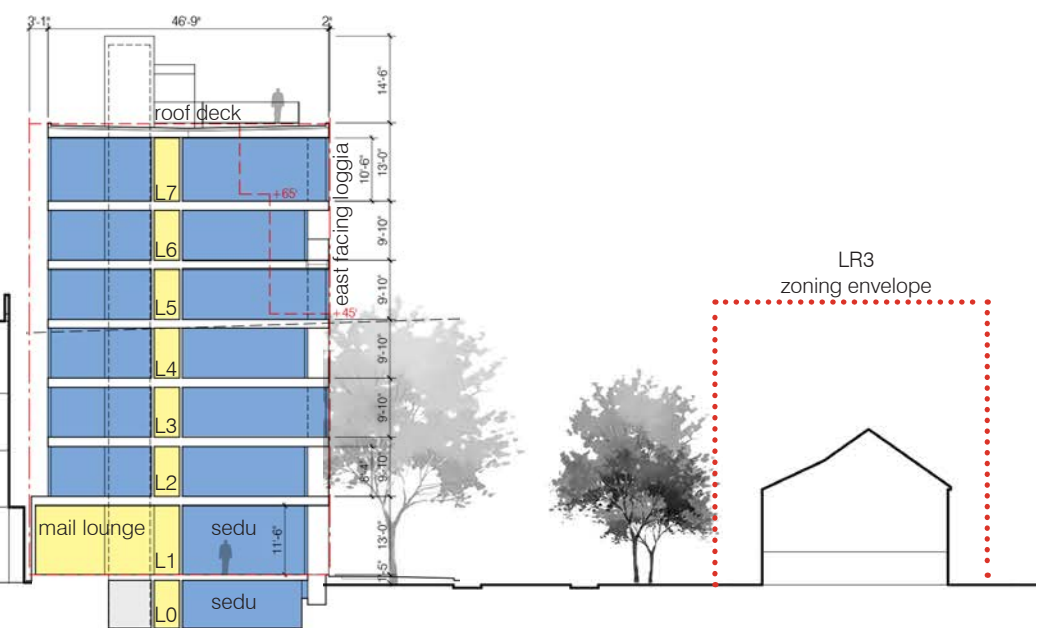 3'-1"
46'-9"
2'
14'-6"
roof deck
L7
+65'
10'-6"
13'-0"
east facing loggia
L6
9'-10"
L5
9'-10"
+45'
L4
9'-10"
L3
9'-10"
L2
8'-4"
9'-10"
mail lounge
sedu
L1
11'-6"
13'-0"
1'-5"
L0
sedu
LR3
zoning envelope